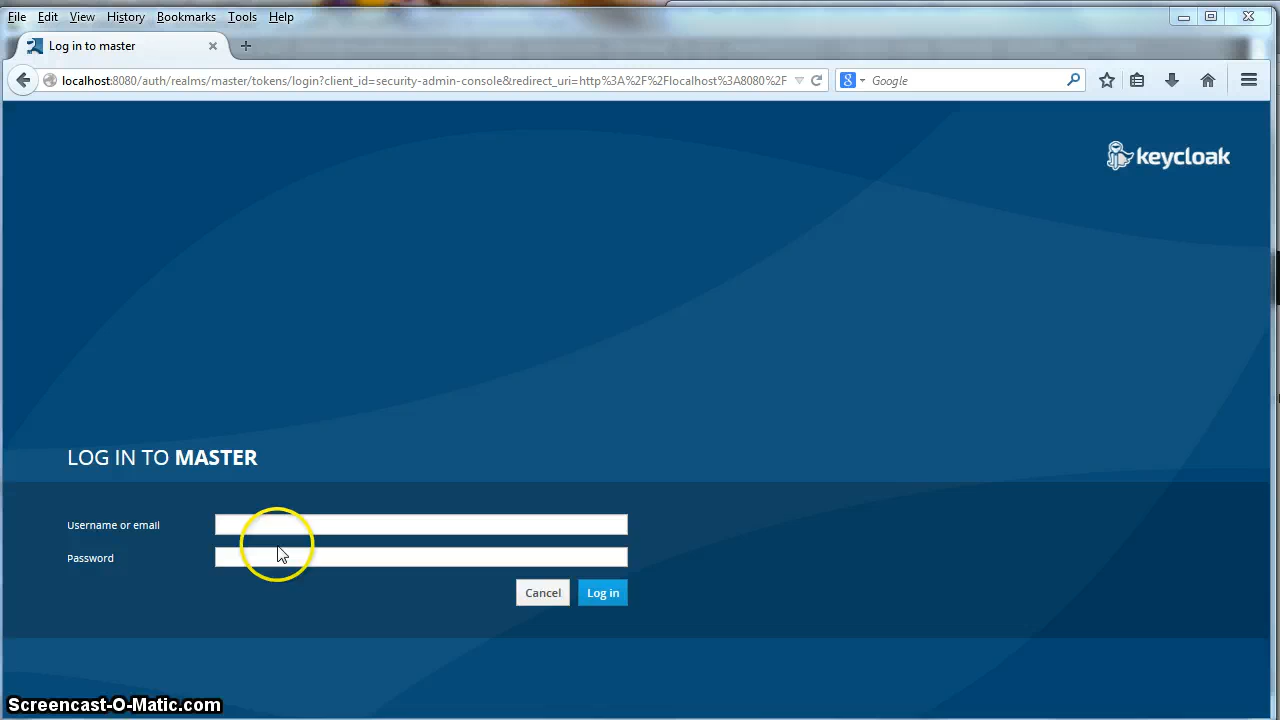 File Edit View History Bookmarks Tools Help
Log in to master
localhost:8080/auth/realms/master/tokens/login?client_id=security-admin-console&redirect_uri=http%3A%2F%2Flocalhost%3A8080%2F
Google
keycloak
LOG IN TO MASTER
Username or email
Password
Cancel Log in
Screencast-O-Matic.com